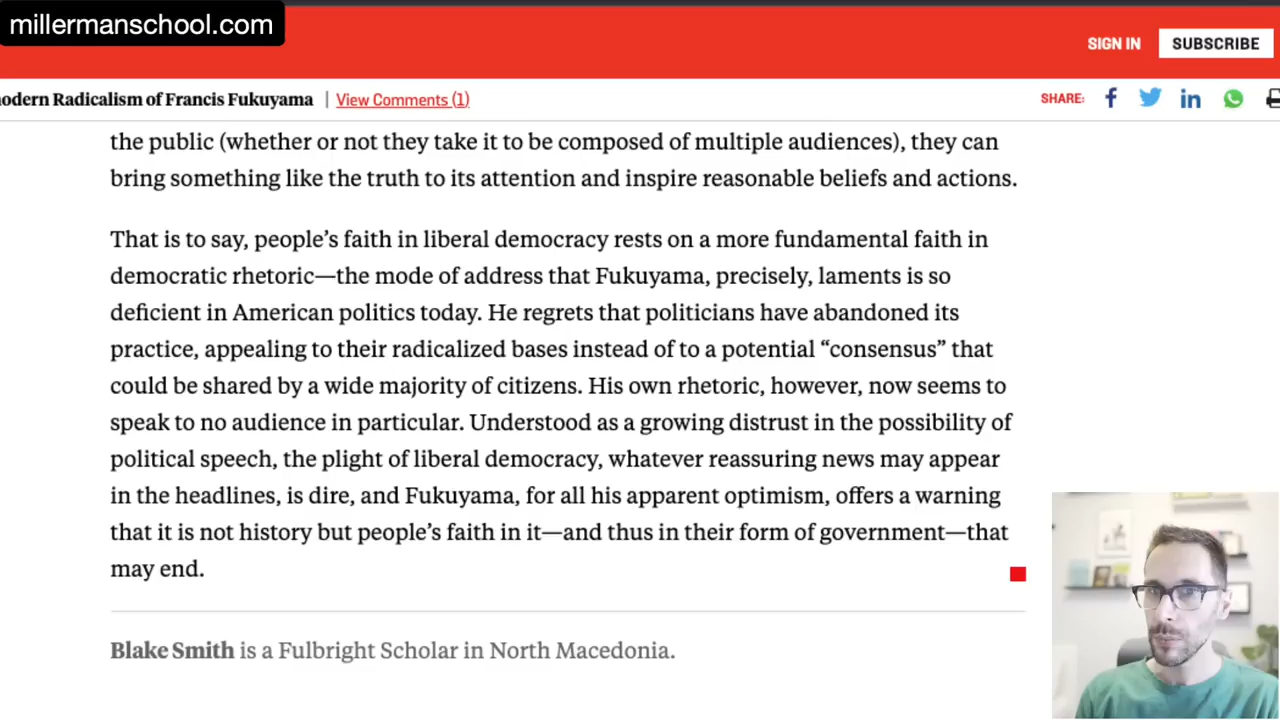 millermanschool.com
SIGN IN
SUBSCRIBE
odern Radicalism of Francis Fukuyama | View Comments (1)
SHARE:
the public (whether or not they take it to be composed of multiple audiences), they can
bring something like the truth to its attention and inspire reasonable beliefs and actions.
That is to say, people’s faith in liberal democracy rests on a more fundamental faith in
democratic rhetoric—the mode of address that Fukuyama, precisely, laments is so
deficient in American politics today. He regrets that politicians have abandoned its
practice, appealing to their radicalized bases instead of to a potential “consensus” that
could be shared by a wide majority of citizens. His own rhetoric, however, now seems to
speak to no audience in particular. Understood as a growing distrust in the possibility of
political speech, the plight of liberal democracy, whatever reassuring news may appear
in the headlines, is dire, and Fukuyama, for all his apparent optimism, offers a warning
that it is not history but people’s faith in it—and thus in their form of government—that
may end.
Blake Smith is a Fulbright Scholar in North Macedonia.